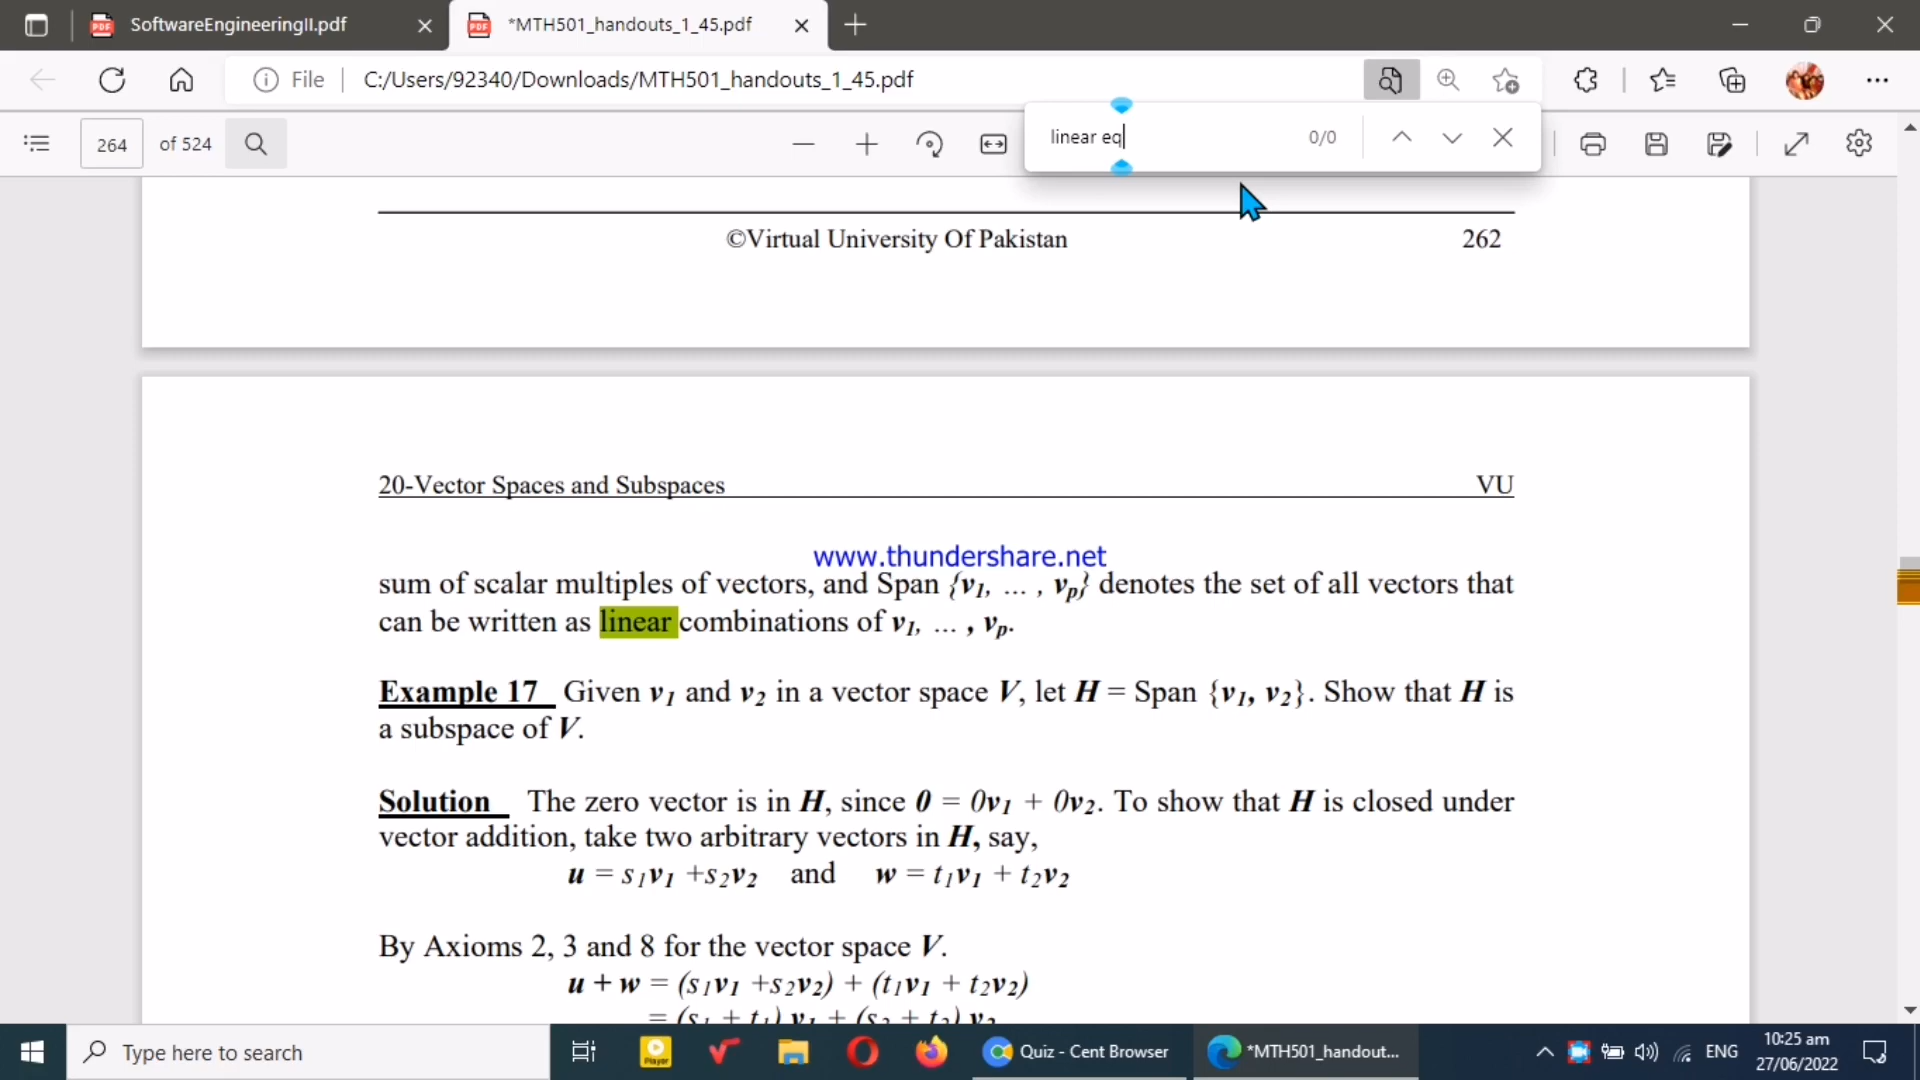 SoftwareEngineeringII.pdf
*MTH501_handouts_1_45.pdf
File
C:/Users/92340/Downloads/MTH501_handouts_1_45.pdf
264 of 524
linear eq
0/0
©Virtual University Of Pakistan 262
20-Vector Spaces and Subspaces VU
www.thundershare.net
sum of scalar multiples of vectors, and Span {v1, … , vp} denotes the set of all vectors that
can be written as linear combinations of v1, … , vp.
Example 17 Given v1 and v2 in a vector space V, let H = Span {v1, v2}. Show that H is
a subspace of V.
Solution The zero vector is in H, since 0 = 0v1 + 0v2. To show that H is closed under
vector addition, take two arbitrary vectors in H, say,
u = s1v1 +s2v2 and w = t1v1 + t2v2
By Axioms 2, 3 and 8 for the vector space V.
u + w = (s1v1 +s2v2) + (t1v1 + t2v2)
= (s1 + t1) v1 + (s2 + t2) v2
Type here to search
Player
Quiz - Cent Browser
*MTH501_handout...
ENG
10:25 am
27/06/2022